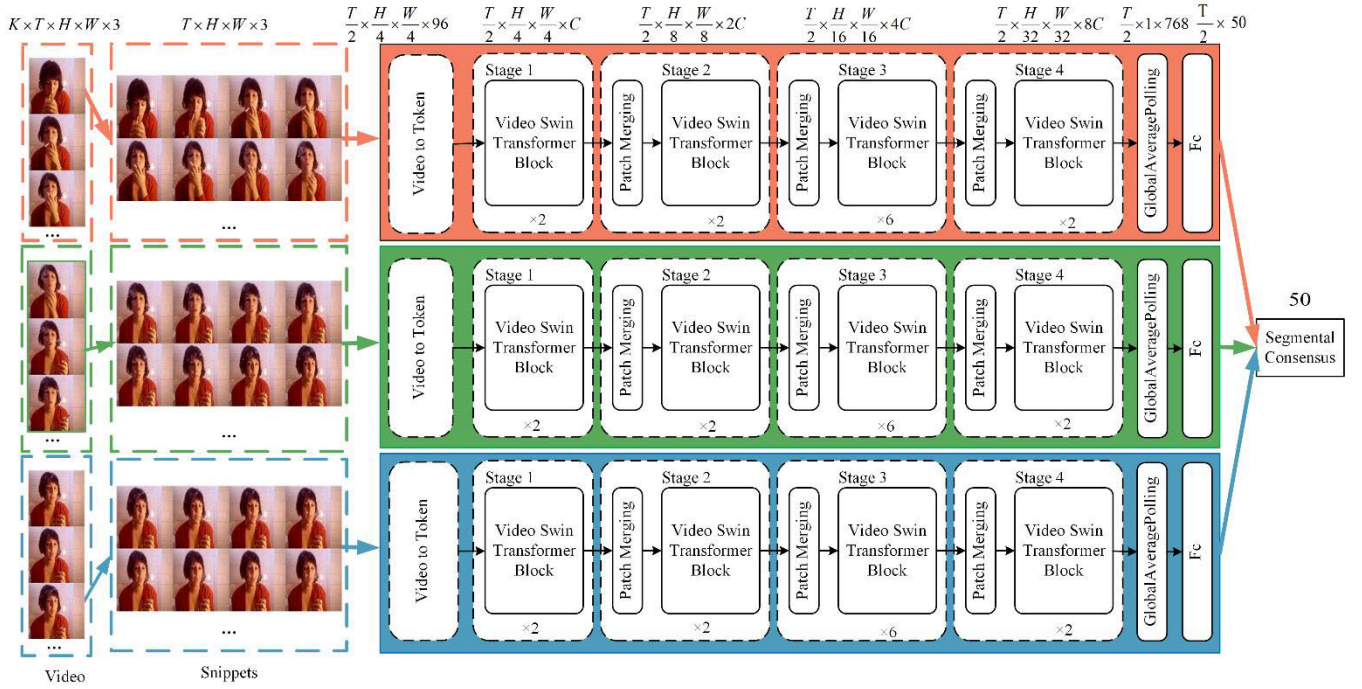 K × T × H × W × 3
T × H × W × 3
T/2 × H/4 × W/4 × 96
T/2 × H/4 × W/4 × C
T/2 × H/8 × W/8 × 2C
T/2 × H/16 × W/16 × 4C
T/2 × H/32 × W/32 × 8C
T/2 × 1 × 768
T/2 × 50
...
...
Video to Token
Stage 1
Video Swin
Transformer
Block
×2
Stage 2
Patch Merging
Video Swin
Transformer
Block
×2
Stage 3
Patch Merging
Video Swin
Transformer
Block
×6
Stage 4
Patch Merging
Video Swin
Transformer
Block
×2
GlobalAveragePolling
Fc
...
...
Video to Token
Stage 1
Video Swin
Transformer
Block
×2
Stage 2
Patch Merging
Video Swin
Transformer
Block
×2
Stage 3
Patch Merging
Video Swin
Transformer
Block
×6
Stage 4
Patch Merging
Video Swin
Transformer
Block
×2
GlobalAveragePolling
Fc
50
Segmental
Consensus
...
...
Video to Token
Stage 1
Video Swin
Transformer
Block
×2
Stage 2
Patch Merging
Video Swin
Transformer
Block
×2
Stage 3
Patch Merging
Video Swin
Transformer
Block
×6
Stage 4
Patch Merging
Video Swin
Transformer
Block
×2
GlobalAveragePolling
Fc
Video
Snippets